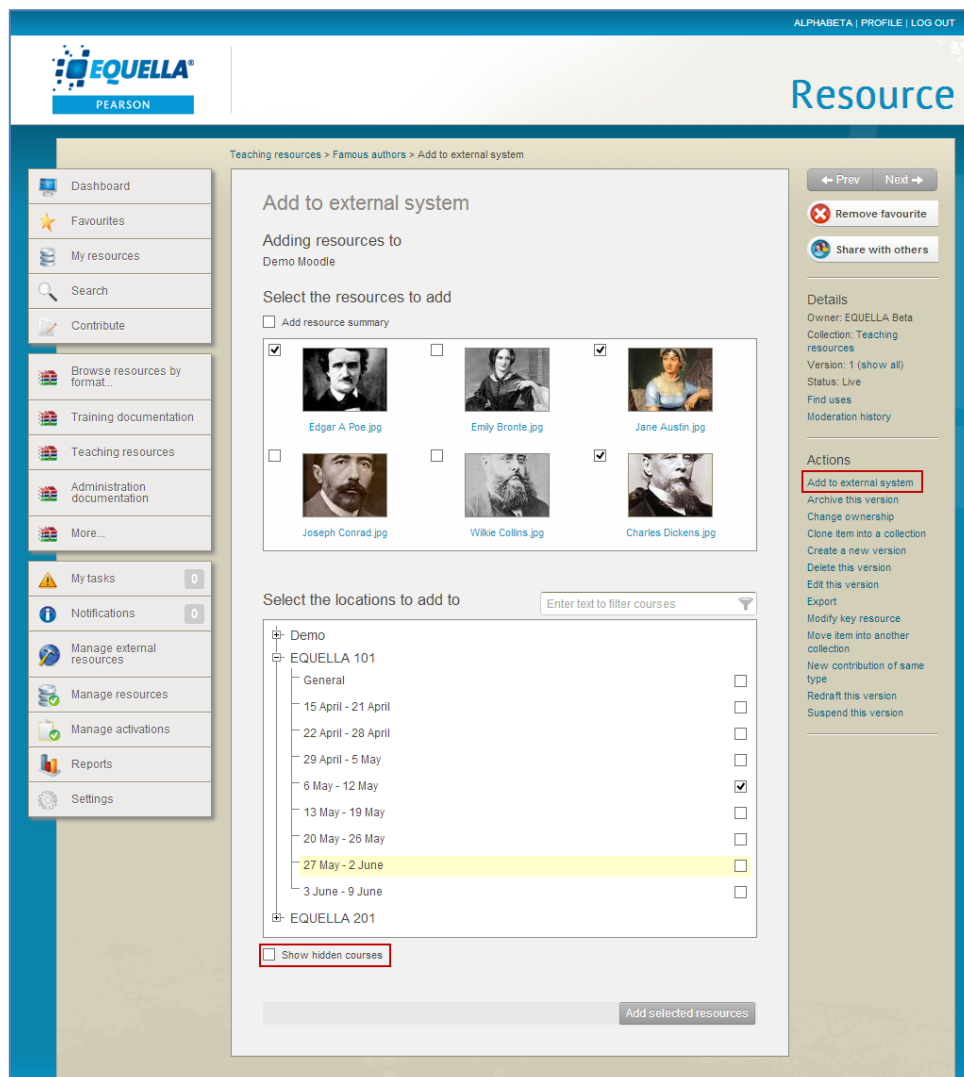 ALPHABETA | PROFILE | LOG OUT
EQUELLA®
PEARSON
Resource
Teaching resources > Famous authors > Add to external system
Dashboard
Favourites
My resources
Search
Contribute
Browse resources by
format...
Training documentation
Teaching resources
Administration
documentation
More...
My tasks 0
Notifications 0
Manage external
resources
Manage resources
Manage activations
Reports
Settings
Add to external system
Adding resources to
Demo Moodle
Select the resources to add
Add resource summary
Edgar A Poe.jpg
Emily Bronte.jpg
Jane Austin.jpg
Joseph Conrad.jpg
Wilkie Collins.jpg
Charles Dickens.jpg
Select the locations to add to
Enter text to filter courses
Demo
EQUELLA 101
General
15 April - 21 April
22 April - 28 April
29 April - 5 May
6 May - 12 May
13 May - 19 May
20 May - 26 May
27 May - 2 June
3 June - 9 June
EQUELLA 201
Show hidden courses
Add selected resources
← Prev Next →
Remove favourite
Share with others
Details
Owner: EQUELLA Beta
Collection: Teaching
resources
Version: 1 (show all)
Status: Live
Find uses
Moderation history
Actions
Add to external system
Archive this version
Change ownership
Clone item into a collection
Create a new version
Delete this version
Edit this version
Export
Modify key resource
Move item into another
collection
New contribution of same
type
Redraft this version
Suspend this version